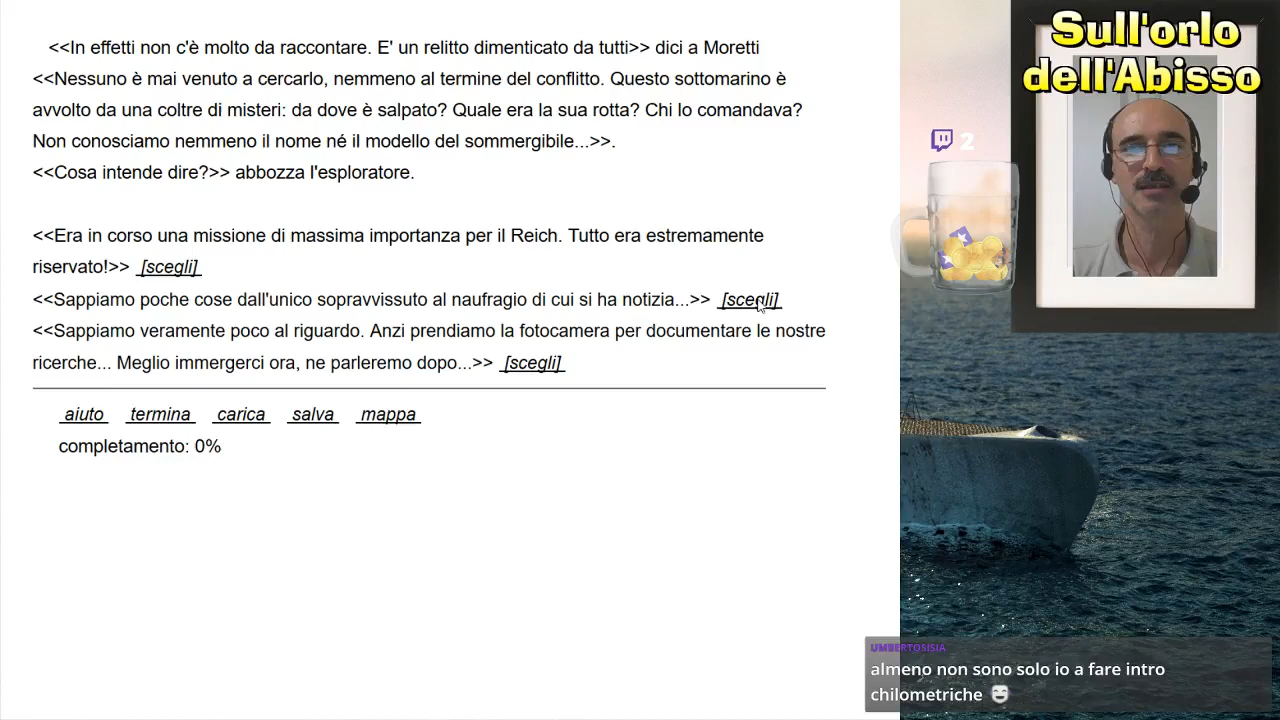 <<In effetti non c'è molto da raccontare. E' un relitto dimenticato da tutti>> dici a Moretti
<<Nessuno è mai venuto a cercarlo, nemmeno al termine del conflitto. Questo sottomarino è
avvolto da una coltre di misteri: da dove è salpato? Quale era la sua rotta? Chi lo comandava?
Non conosciamo nemmeno il nome né il modello del sommergibile...>>.
<<Cosa intende dire?>> abbozza l'esploratore.
<<Era in corso una missione di massima importanza per il Reich. Tutto era estremamente
riservato!>> [scegli]
<<Sappiamo poche cose dall'unico sopravvissuto al naufragio di cui si ha notizia...>> [scegli]
<<Sappiamo veramente poco al riguardo. Anzi prendiamo la fotocamera per documentare le nostre
ricerche... Meglio immergerci ora, ne parleremo dopo...>> [scegli]
aiuto termina carica salva mappa
completamento: 0%
Sull'orlo
dell'Abisso
2
UMBERTOSISIA
almeno non sono solo io a fare intro
chilometriche